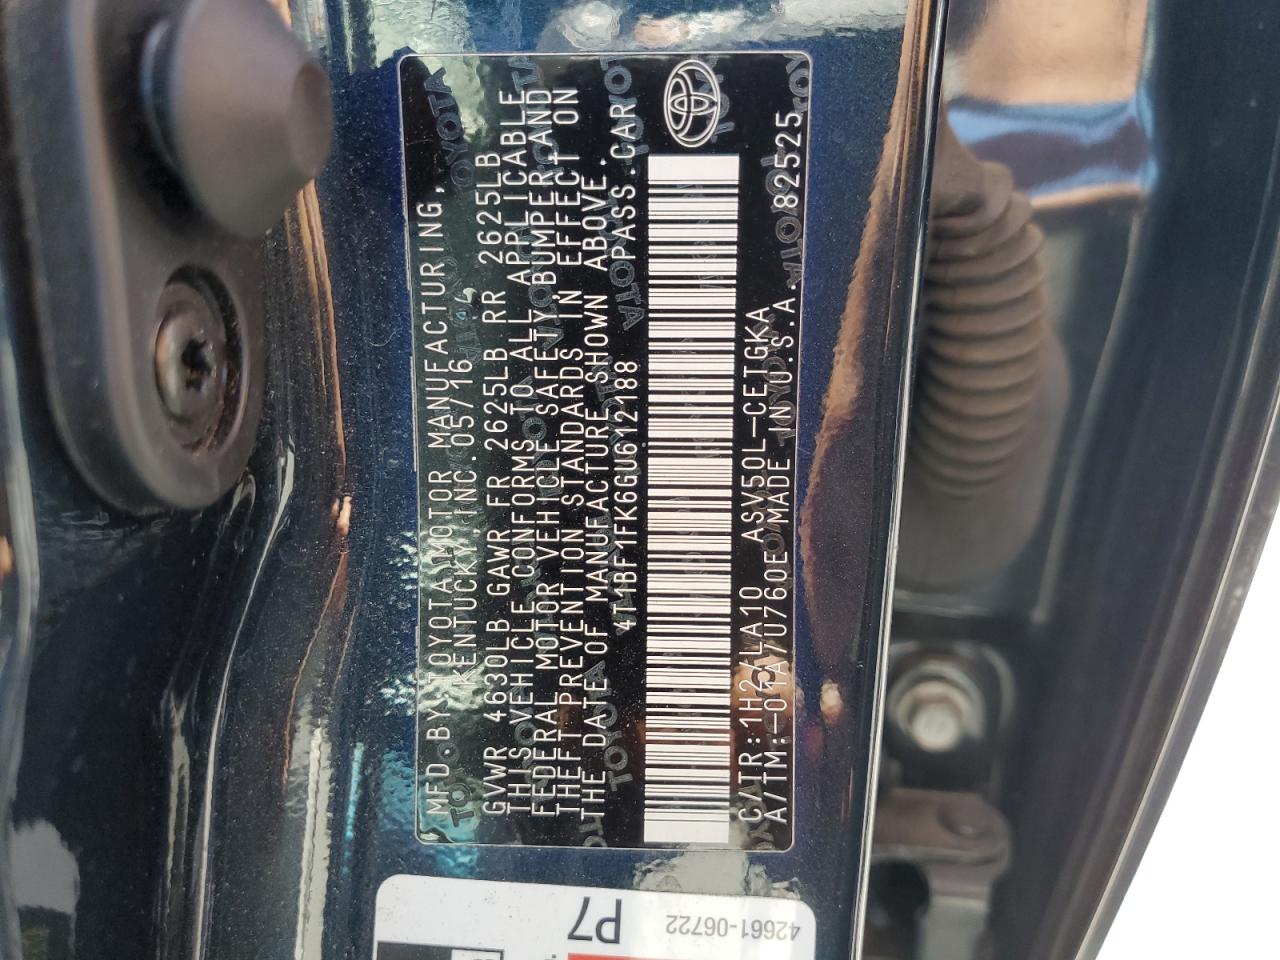 MFD BY: TOYOTA MOTOR MANUFACTURING,
KENTUCKY, INC. 05/16
GVWR 4630LB GAWR FR 2625LB RR 2625LB
THIS VEHICLE CONFORMS TO ALL APPLICABLE
FEDERAL MOTOR VEHICLE SAFETY, BUMPER, AND
THEFT PREVENTION STANDARDS IN EFFECT ON
THE DATE OF MANUFACTURE SHOWN ABOVE.
4T1BF1FK6GU612188 PASS.CAR
C/TR:1H2/LA10 ASV50L-CETGKA
A/TM:-01A/U760E MADE IN U.S.A. 82525
P7
42661-06722